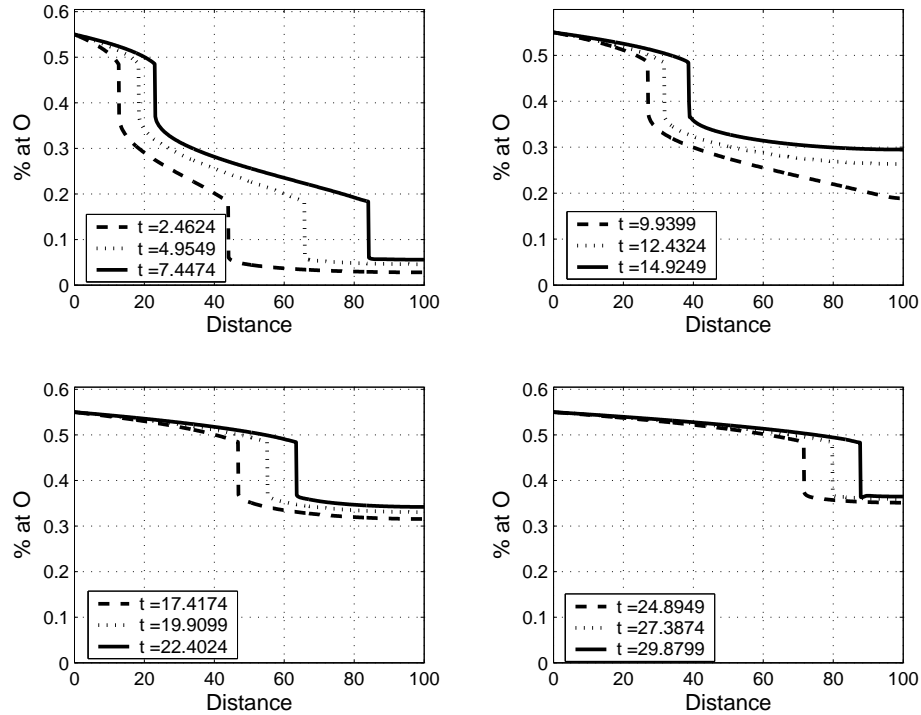 0.6
0.5
0.4
0.3
0.2
0.1
0
% at O
t =2.4624
t =4.9549
t =7.4474
0 20 40 60 80 100
Distance
0.5
0.4
0.3
0.2
0.1
0
% at O
t =9.9399
t =12.4324
t =14.9249
0 20 40 60 80 100
Distance
0.6
0.5
0.4
0.3
0.2
0.1
0
% at O
t =17.4174
t =19.9099
t =22.4024
0 20 40 60 80 100
Distance
0.6
0.5
0.4
0.3
0.2
0.1
0
% at O
t =24.8949
t =27.3874
t =29.8799
0 20 40 60 80 100
Distance